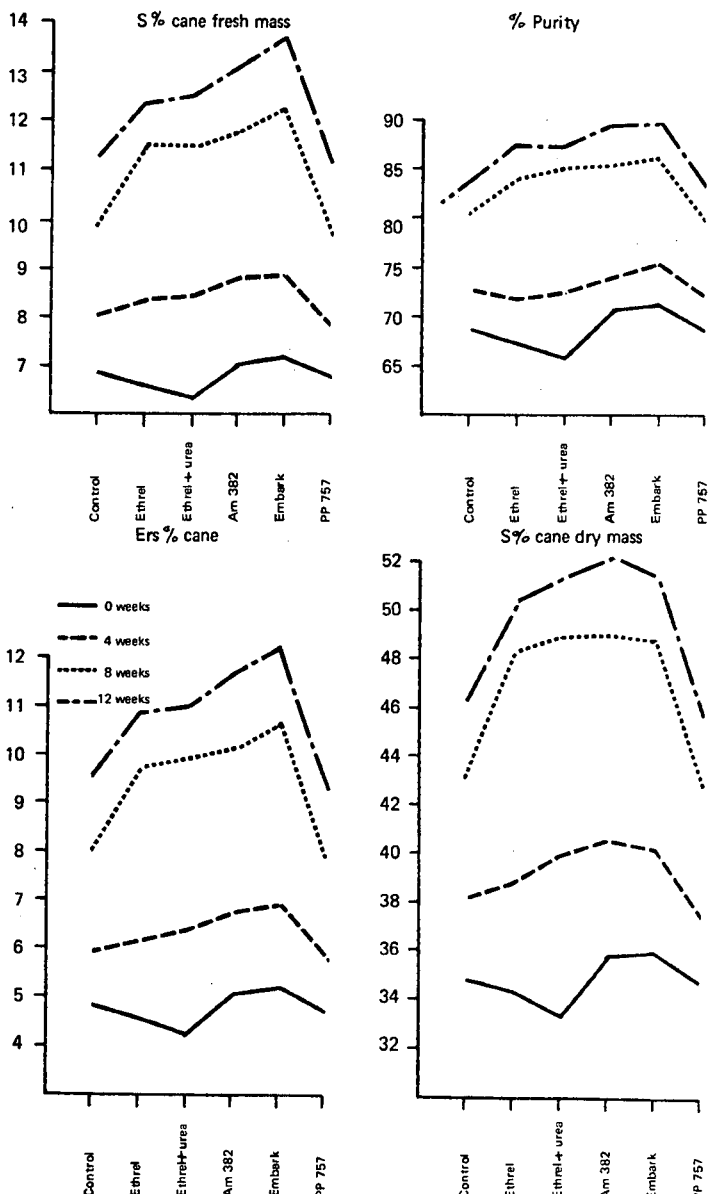 S% cane fresh mass
14
13
12
11
10
9
8
7
Control
Ethrel
Ethrel + urea
Am 382
Embark
PP 757
% Purity
90
85
80
75
70
65
Control
Ethrel
Ethrel + urea
Am 382
Embark
PP 757
Ers % cane
0 weeks
4 weeks
8 weeks
12 weeks
12
11
10
9
8
7
6
5
4
Control
Ethrel
Ethrel+ urea
Am 382
Embark
PP 757
S% cane dry mass
52
50
48
46
44
42
40
38
36
34
32
Control
Ethrel
Ethrel + urea
Am 382
Embark
PP 757